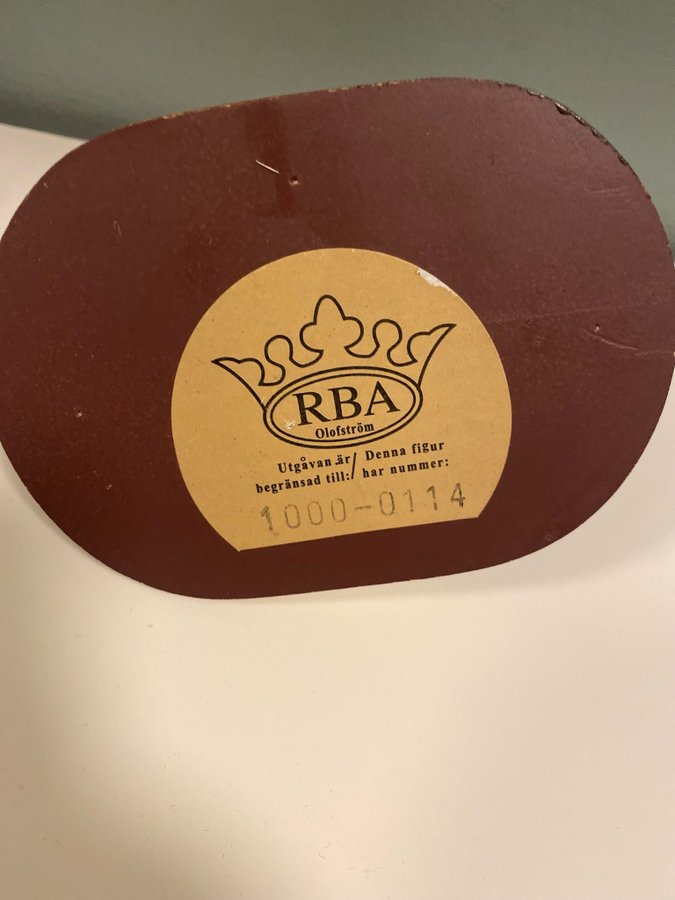 RBA
Olofström
Utgåvan är / Denna figur
begränsad till: / har nummer:
1000-0114